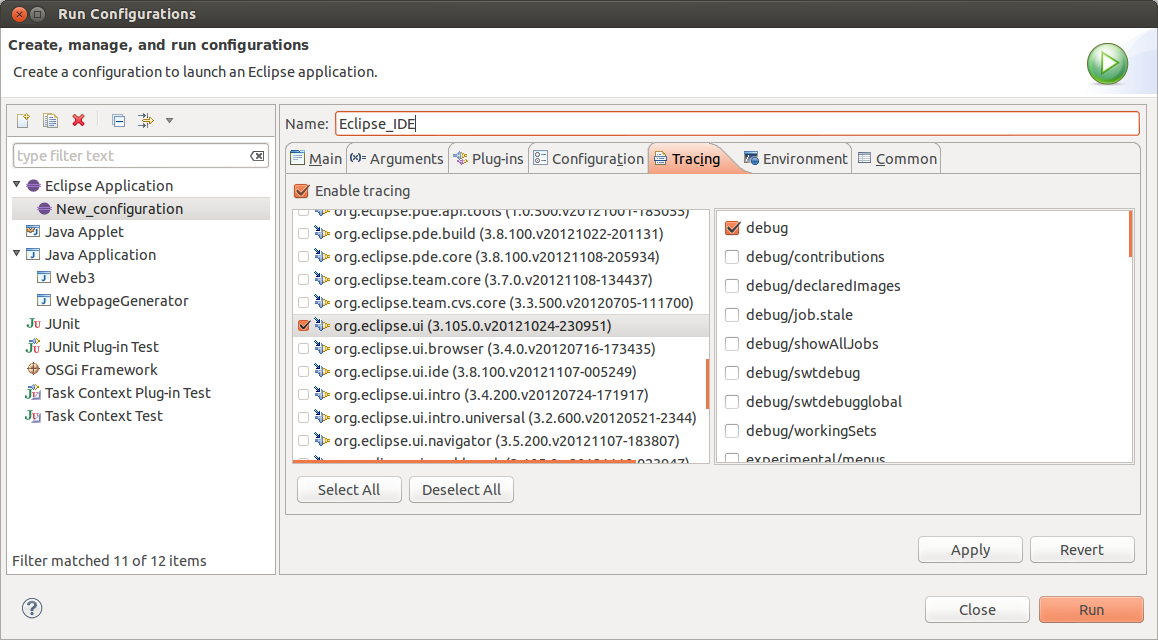 Run Configurations
Create, manage, and run configurations
Create a configuration to launch an Eclipse application.
type filter text
Eclipse Application
New_configuration
Java Applet
Java Application
Web3
WebpageGenerator
JUnit
JUnit Plug-in Test
OSGi Framework
Task Context Plug-in Test
Task Context Test
Filter matched 11 of 12 items
Name: Eclipse_IDE
Main Arguments Plug-ins Configuration Tracing Environment Common
Enable tracing
org.eclipse.pde.api.tools (1.0.500.v20121001-185055)
org.eclipse.pde.build (3.8.100.v20121022-201131)
org.eclipse.pde.core (3.8.100.v20121108-205934)
org.eclipse.team.core (3.7.0.v20121108-134437)
org.eclipse.team.cvs.core (3.3.500.v20120705-111700)
org.eclipse.ui (3.105.0.v20121024-230951)
org.eclipse.ui.browser (3.4.0.v20120716-173435)
org.eclipse.ui.ide (3.8.100.v20121107-005249)
org.eclipse.ui.intro (3.4.200.v20120724-171917)
org.eclipse.ui.intro.universal (3.2.600.v20120521-2344)
org.eclipse.ui.navigator (3.5.200.v20121107-183807)
debug
debug/contributions
debug/declaredImages
debug/job.stale
debug/showAllJobs
debug/swtdebug
debug/swtdebugglobal
debug/workingSets
experimental/menus
Select All Deselect All
Apply Revert
Close Run